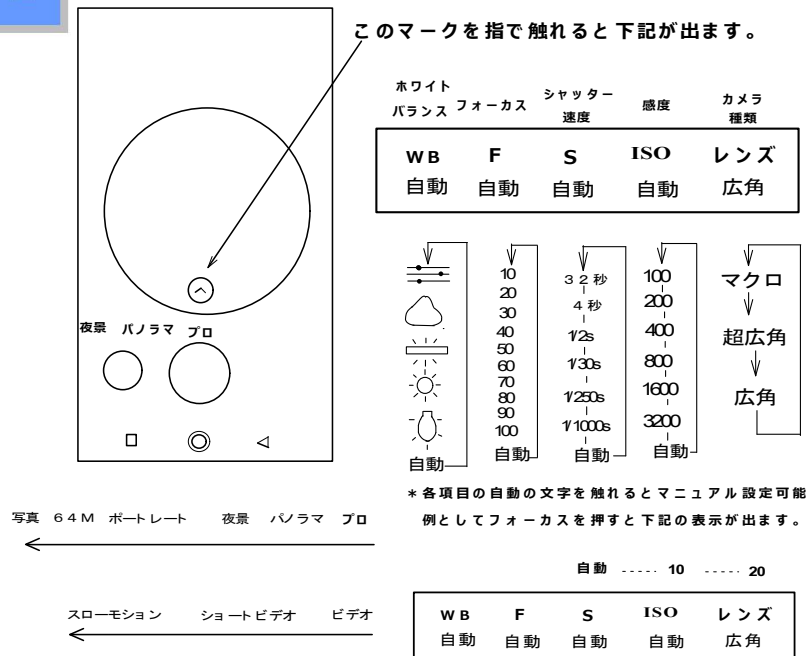 このマークを指で触れると下記が出ます。
ホワイト
バランス
フォーカス
シャッター
速度
感度
カメラ
種類
WB F S ISO レンズ
自動 自動 自動 自動 広角
10
20
30
40
50
60
70
80
90
100
自動
32秒
4秒
1/2s
1/30s
1/250s
1/1000s
自動
100
200
400
800
1600
3200
自動
マクロ
超広角
広角
自動
夜景 パノラマ プロ
*各項目の自動の文字を触れるとマニュアル設定可能
例としてフォーカスを押すと下記の表示が出ます。
写真 64M ポートレート 夜景 パノラマ プロ
自動 ----- 10 ----- 20
スローモション ショートビデオ ビデオ
WB F S ISO レンズ
自動 自動 自動 自動 広角